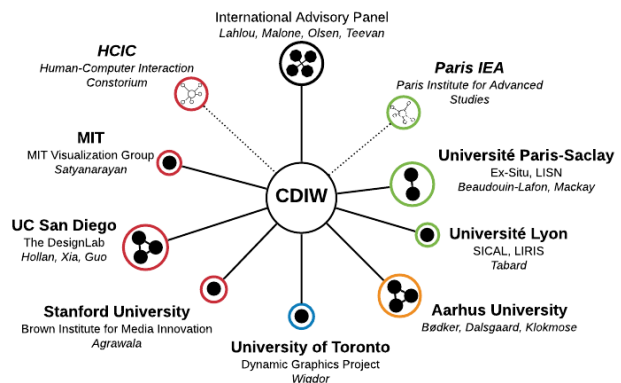 International Advisory Panel
Lahlou, Malone, Olsen, Teevan
HCIC
Human-Computer Interaction
Constorium
Paris IEA
Paris Institute for Advanced
Studies
MIT
MIT Visualization Group
Satyanarayan
Université Paris-Saclay
Ex-Situ, LISN
Beaudouin-Lafon, Mackay
CDIW
UC San Diego
The DesignLab
Hollan, Xia, Guo
Université Lyon
SICAL, LIRIS
Tabard
Stanford University
Brown Institute for Media Innovation
Agrawala
Aarhus University
Bødker, Dalsgaard, Klokmose
University of Toronto
Dynamic Graphics Project
Wigdor